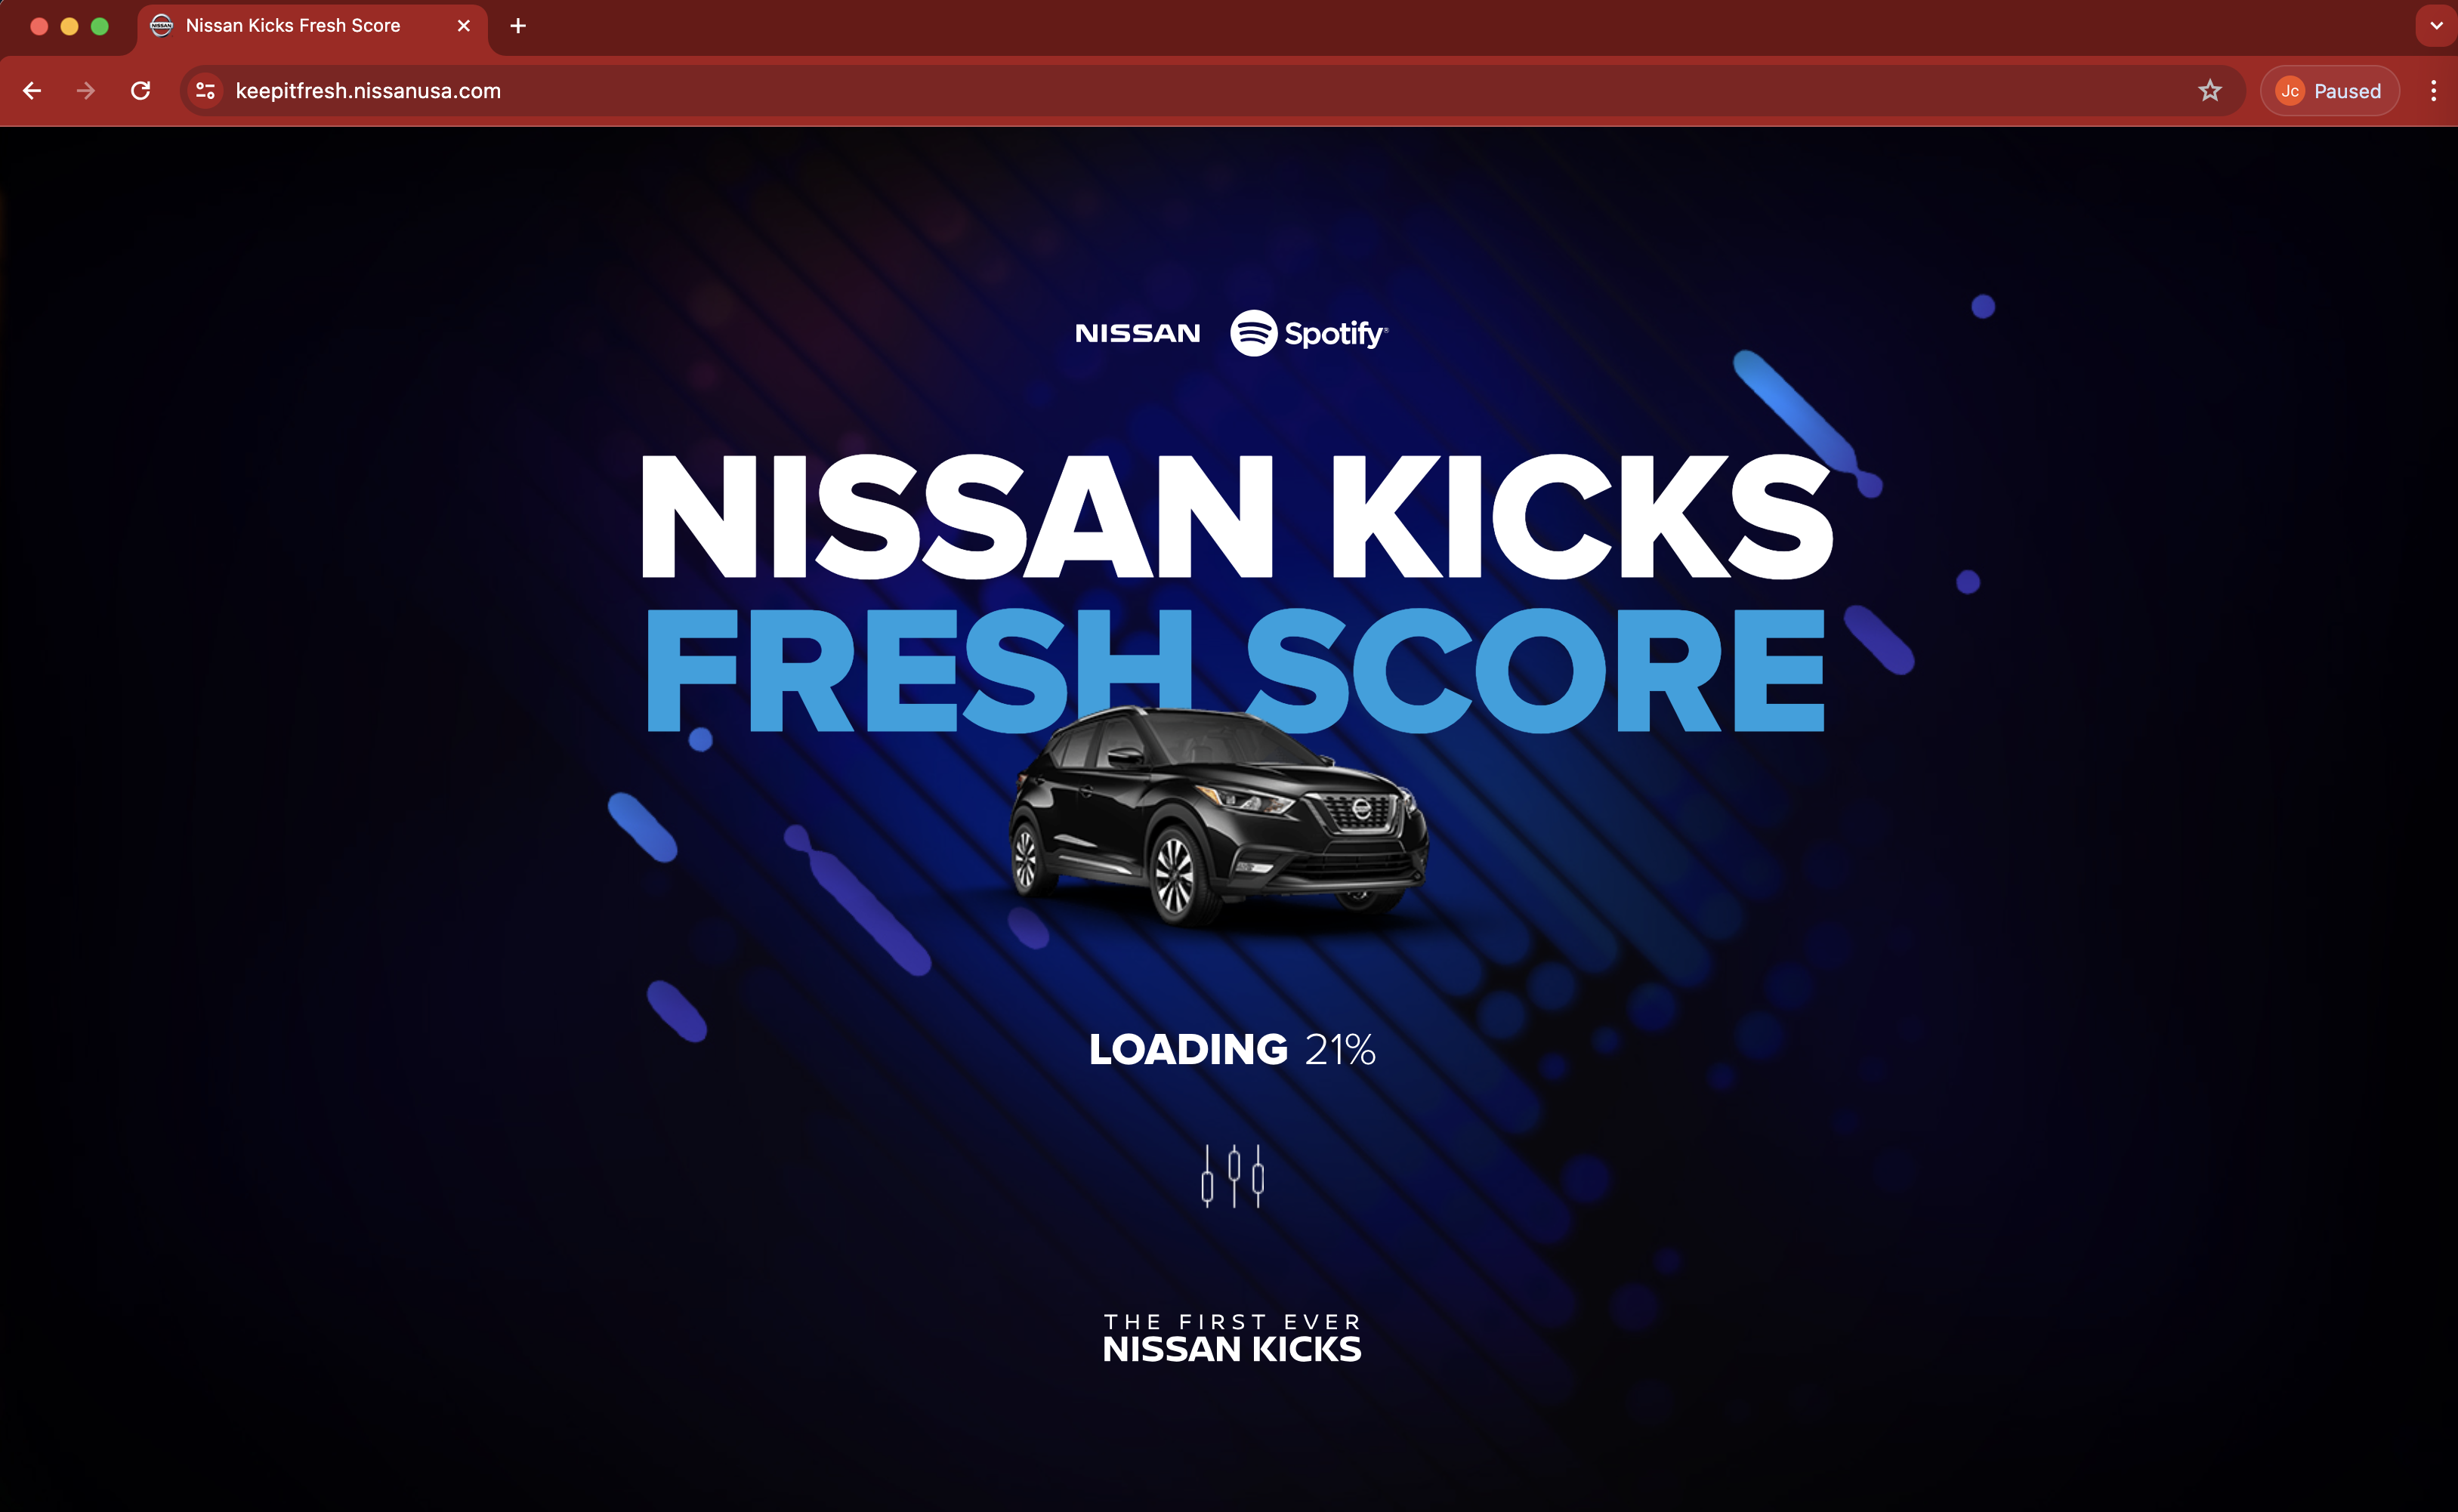 Nissan Kicks Fresh Score
keepitfresh.nissanusa.com
Jc Paused
NISSAN Spotify®
NISSAN KICKS
FRESH SCORE
LOADING 21%
THE FIRST EVER
NISSAN KICKS